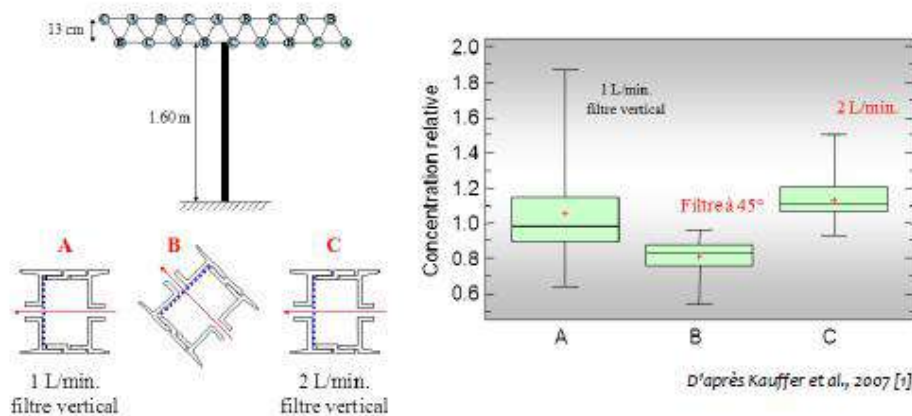 C A B C A B C A B
13 cm
B C A B C A B C A
1.60 m
A
B
C
1 L/min.
filtre vertical
2 L/min.
filtre vertical
Concentration relative
2.0
1.8
1.6
1.4
1.2
1.0
0.8
0.6
1 L/min.
filtre vertical
Filtre à 45°
2 L/min.
A
B
C
D'après Kauffer et al., 2007 [1]